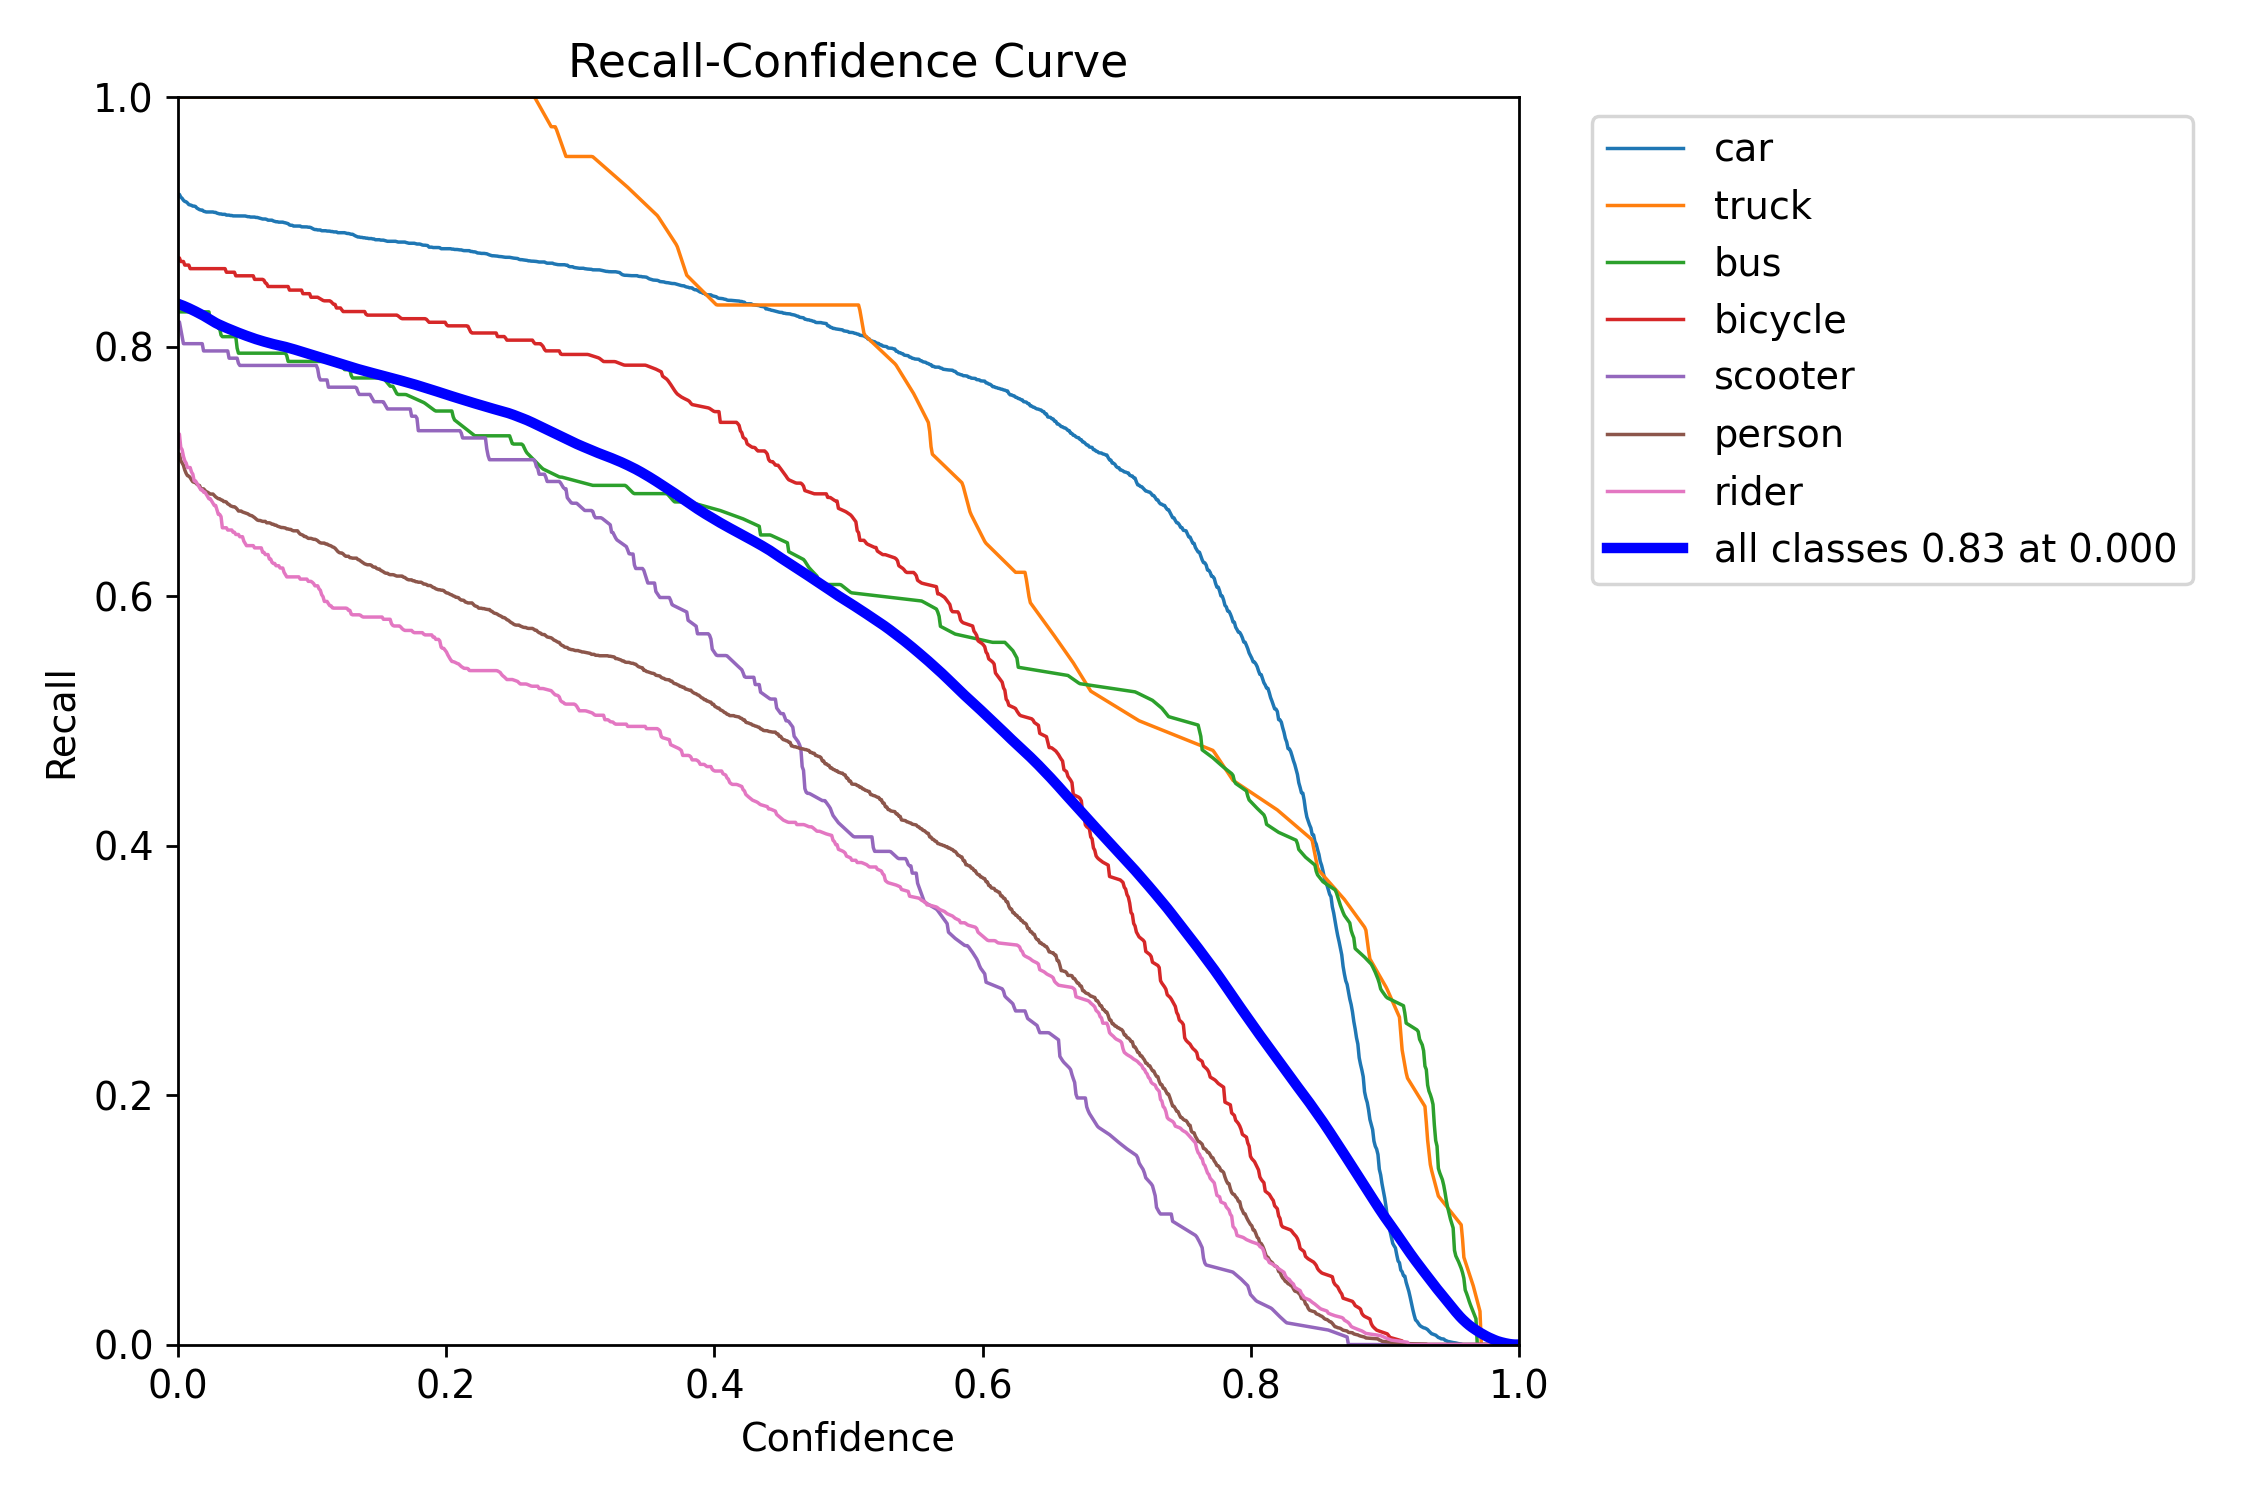 Recall-Confidence Curve
1.0
0.8
0.6
0.4
0.2
0.0
Recall
0.0 0.2 0.4 0.6 0.8 1.0
Confidence
car
truck
bus
bicycle
scooter
person
rider
all classes 0.83 at 0.000